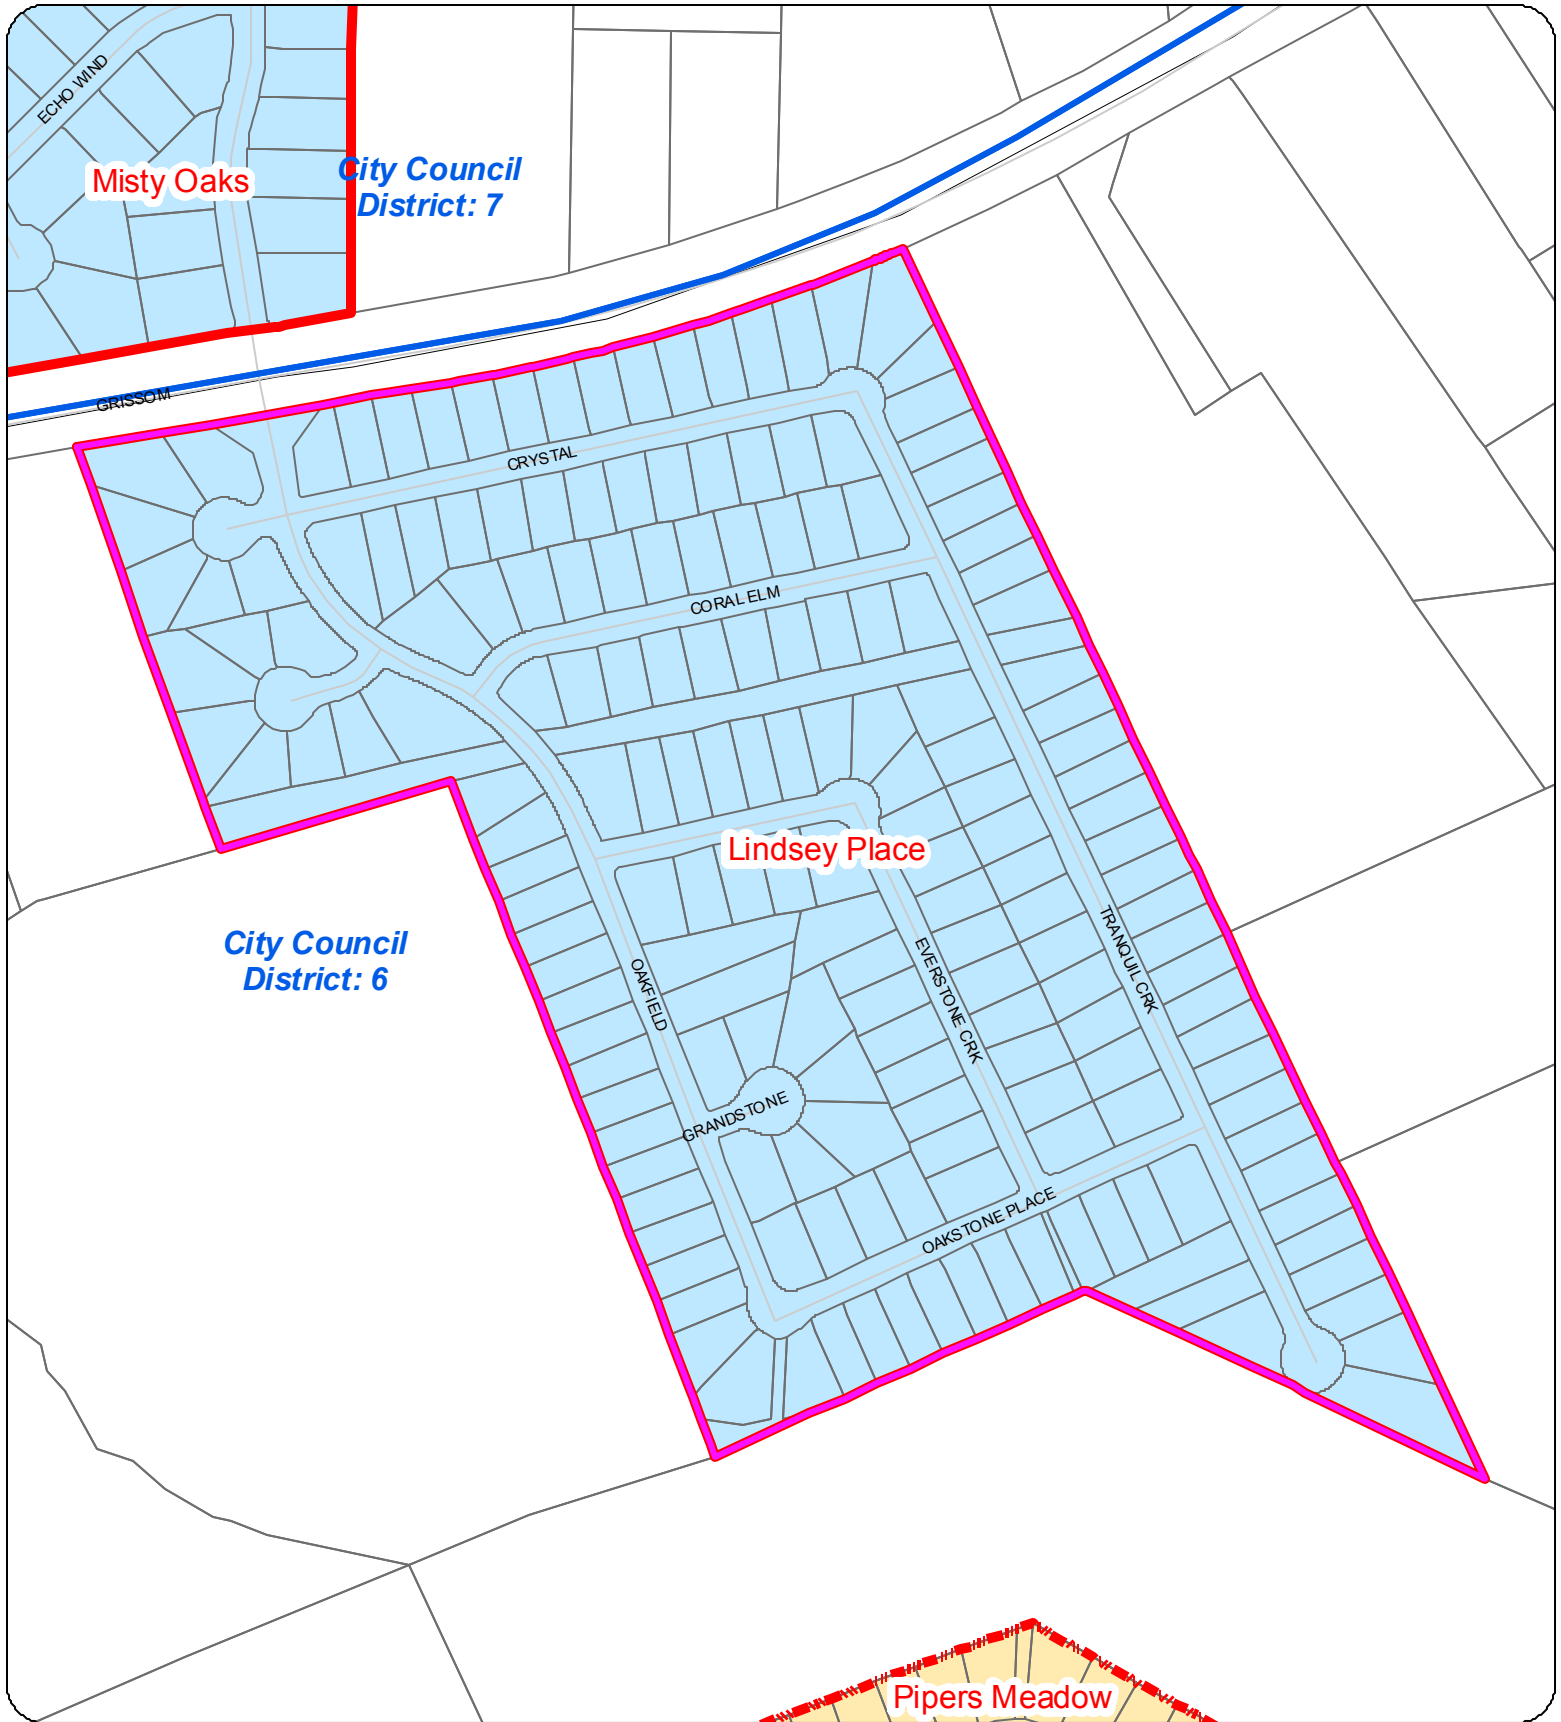 ECHO WIND
Misty Oaks
City Council
District: 7
GRISSOM
CRYSTAL
CORAL ELM
Lindsey Place
City Council
District: 6
OAKFIELD
EVERSTONE CRK
TRANQUIL CRK
GRANDSTONE
OAKSTONE PLACE
Pipers Meadow